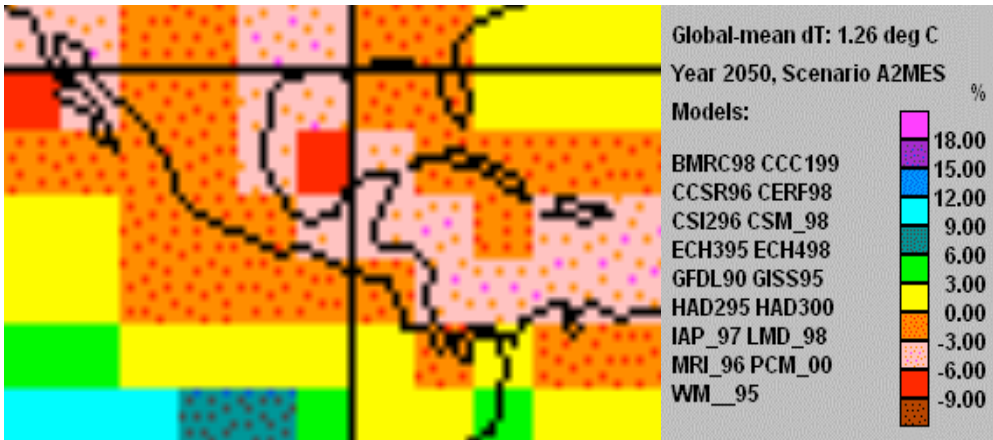 Global-mean dT: 1.26 deg C
Year 2050, Scenario A2MES
%
Models:
BMRC98 CCC199
CCSR96 CERF98
CSI296 CSM_98
ECH395 ECH498
GFDL90 GISS95
HAD295 HAD300
IAP_97 LMD_98
MRI_96 PCM_00
WM__95
18.00
15.00
12.00
9.00
6.00
3.00
0.00
-3.00
-6.00
-9.00